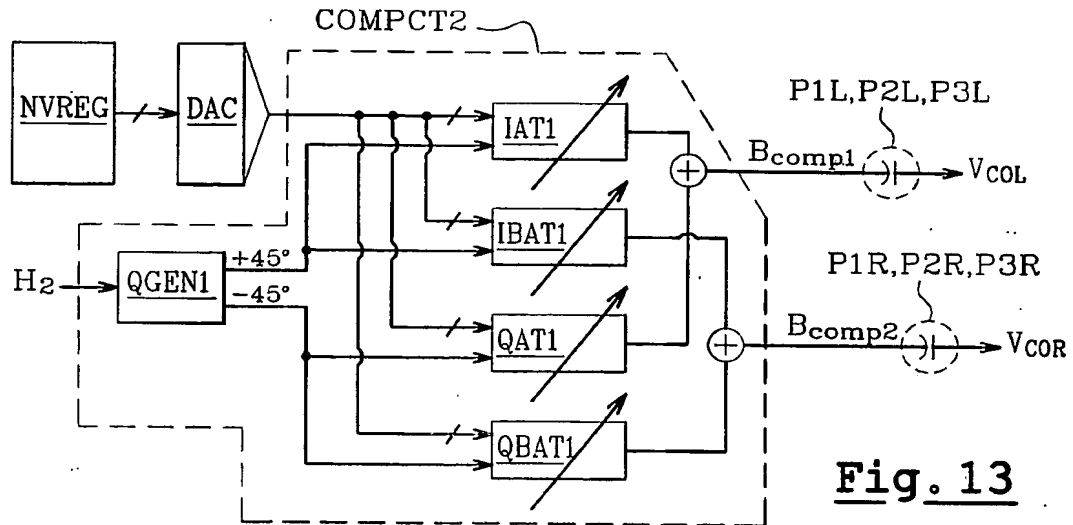 COMPCT2
NVREG
DAC
IAT1
P1L,P2L,P3L
Bcomp1
VCOL
IBAT1
H2
QGEN1
+45°
-45°
P1R,P2R,P3R
QAT1
Bcomp2
VCOR
QBAT1
Fig. 13